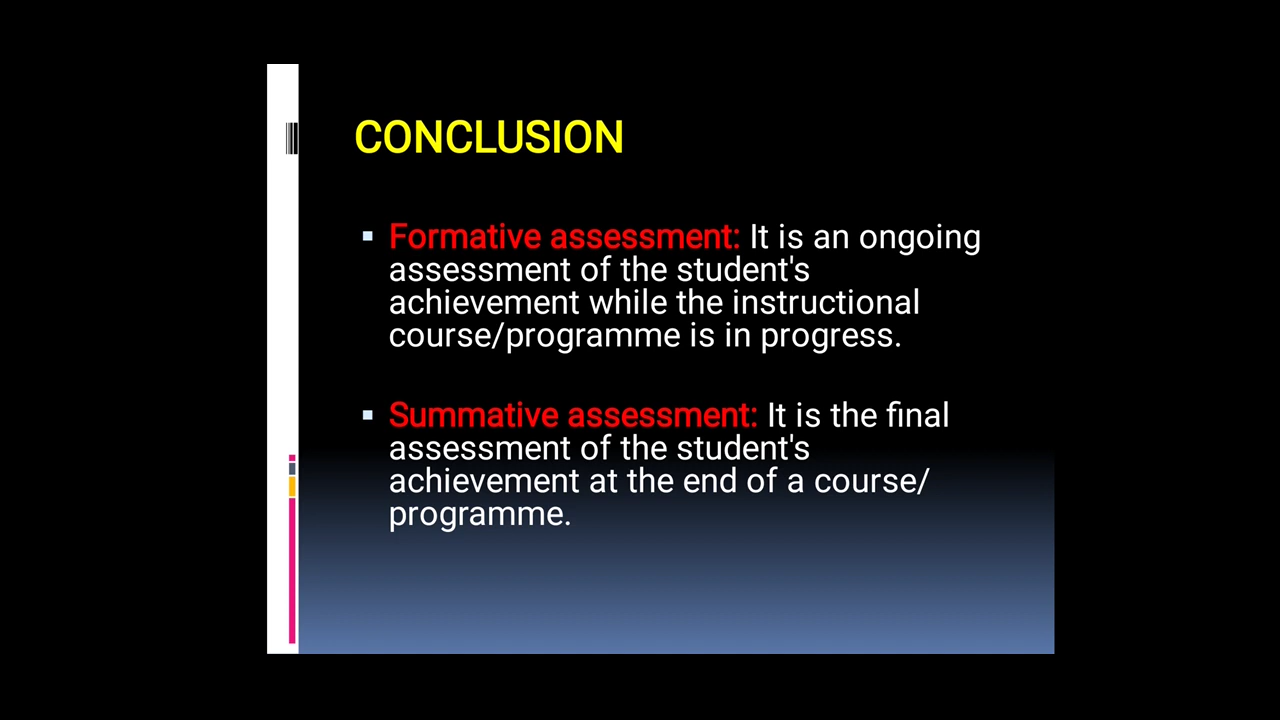 CONCLUSION
Formative assessment: It is an ongoing
assessment of the student's
achievement while the instructional
course/programme is in progress.
Summative assessment: It is the final
assessment of the student's
achievement at the end of a course/
programme.